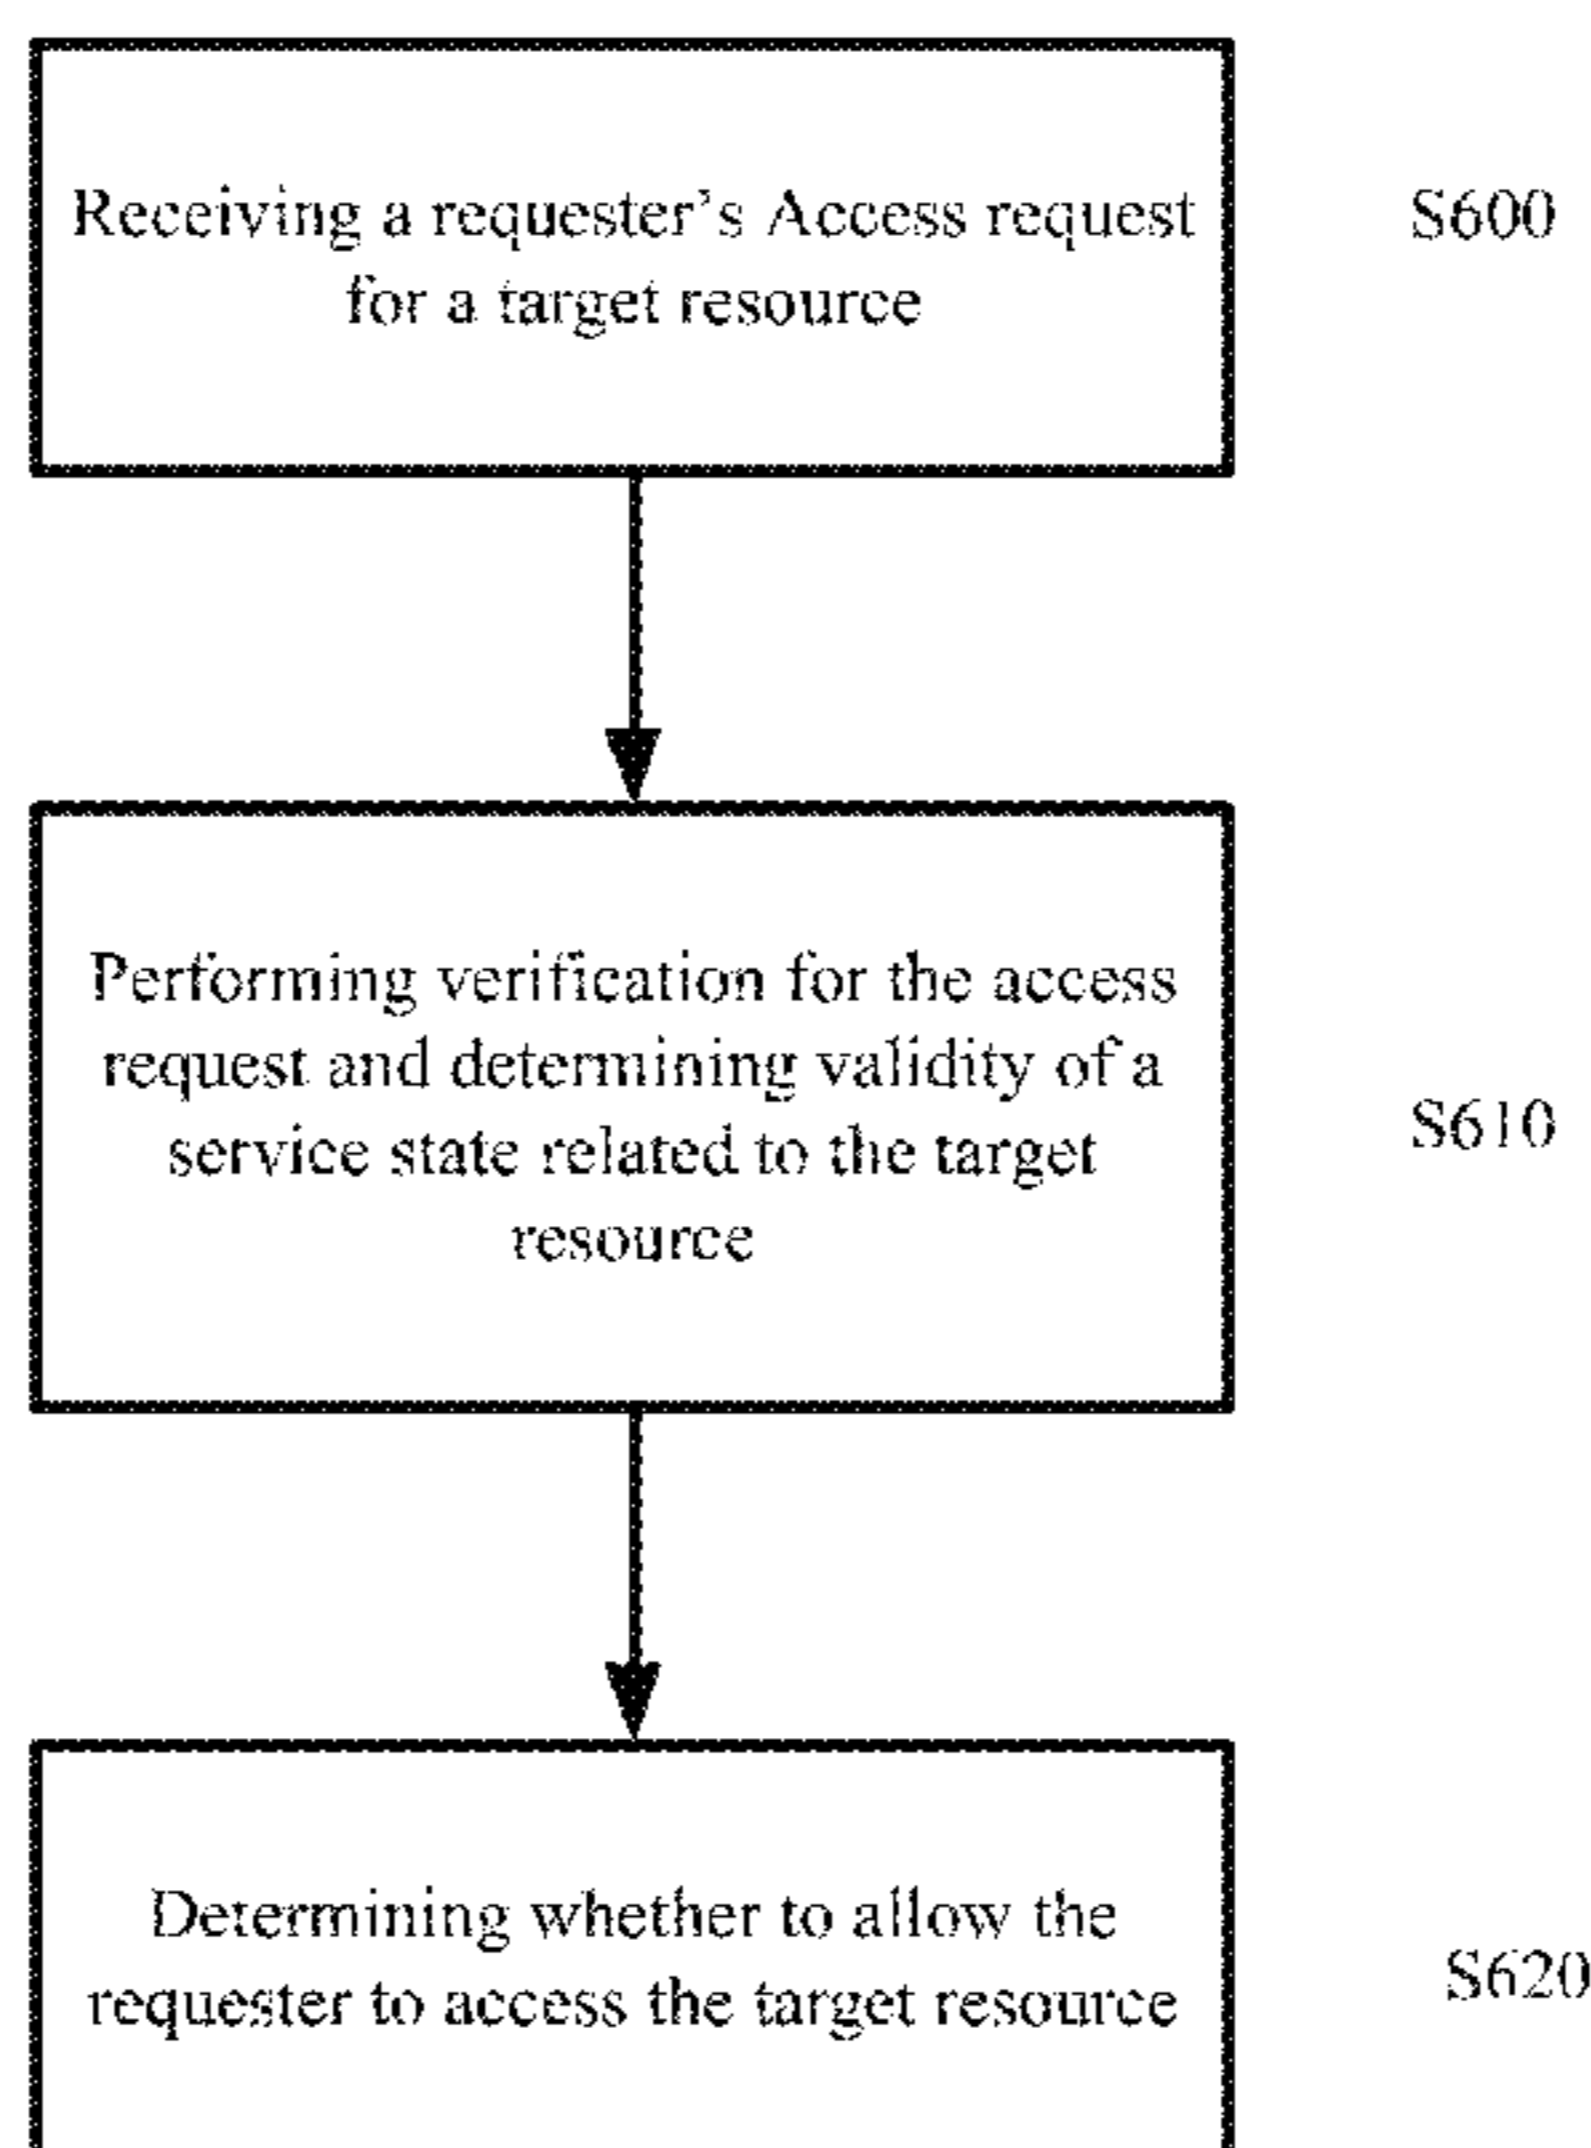 Receiving a requester's Access request
for a target resource
S600
Performing verification for the access
request and determining validity of a
service state related to the target
resource
S610
Determining whether to allow the
requester to access the target resource
S620